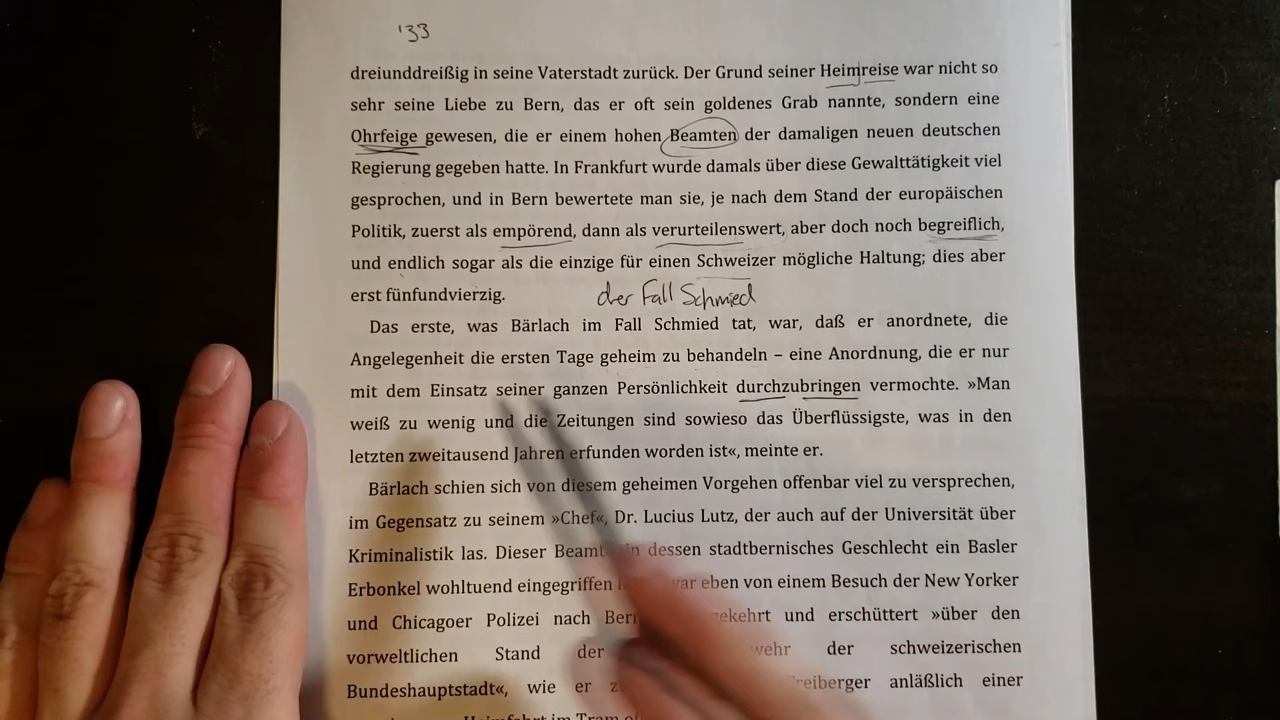 '33
dreiunddreißig in seine Vaterstadt zurück. Der Grund seiner Heimreise war nicht so
sehr seine Liebe zu Bern, das er oft sein goldenes Grab nannte, sondern eine
Ohrfeige gewesen, die er einem hohen Beamten der damaligen neuen deutschen
Regierung gegeben hatte. In Frankfurt wurde damals über diese Gewalttätigkeit viel
gesprochen, und in Bern bewertete man sie, je nach dem Stand der europäischen
Politik, zuerst als empörend, dann als verurteilenswert, aber doch noch begreiflich,
und endlich sogar als die einzige für einen Schweizer mögliche Haltung; dies aber
erst fünfundvierzig.
der Fall Schmied
Das erste, was Bärlach im Fall Schmied tat, war, daß er anordnete, die
Angelegenheit die ersten Tage geheim zu behandeln – eine Anordnung, die er nur
mit dem Einsatz seiner ganzen Persönlichkeit durchzubringen vermochte. »Man
weiß zu wenig und die Zeitungen sind sowieso das Überflüssigste, was in den
letzten zweitausend Jahren erfunden worden ist«, meinte er.
Bärlach schien sich von diesem geheimen Vorgehen offenbar viel zu versprechen,
im Gegensatz zu seinem »Chef«, Dr. Lucius Lutz, der auch auf der Universität über
Kriminalistik las. Dieser in dessen stadtbernisches Geschlecht ein Basler
Erbonkel wohltuend eingegriffen war eben von einem Besuch der New Yorker
und Chicagoer Polizei nach und erschüttert »über den
vorweltlichen Stand der der schweizerischen
Bundeshauptstadt«, wie er anläßlich einer
Heimfahrt im Tram